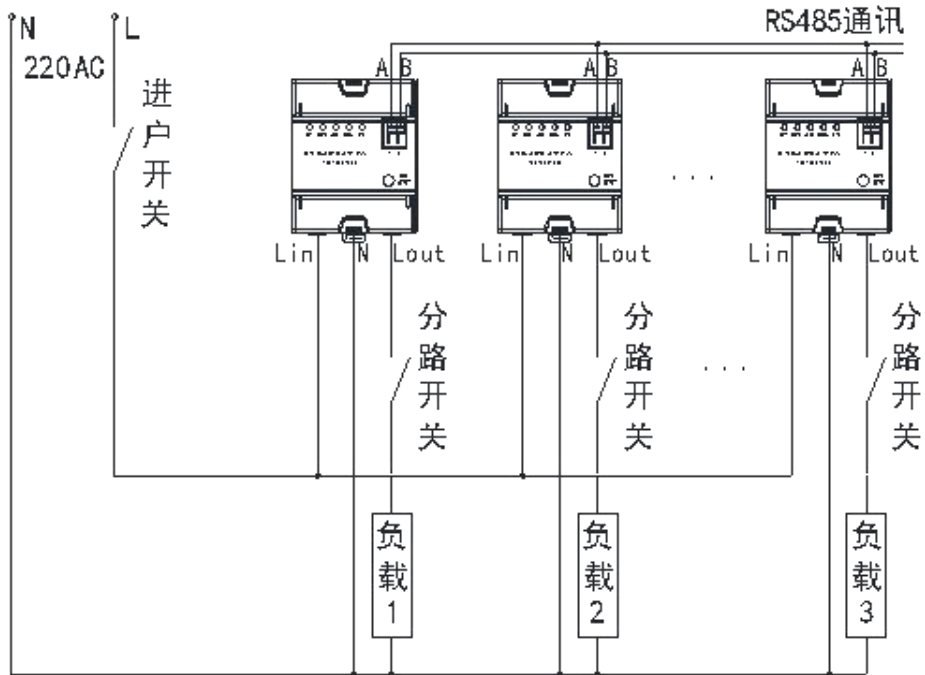 N
L
RS485通讯
220AC
A B
A B
A B
进户开关
Lin N Lout
Lin N Lout
Lin N Lout
分路开关
分路开关
分路开关
. . .
. . .
负载1
负载2
负载3